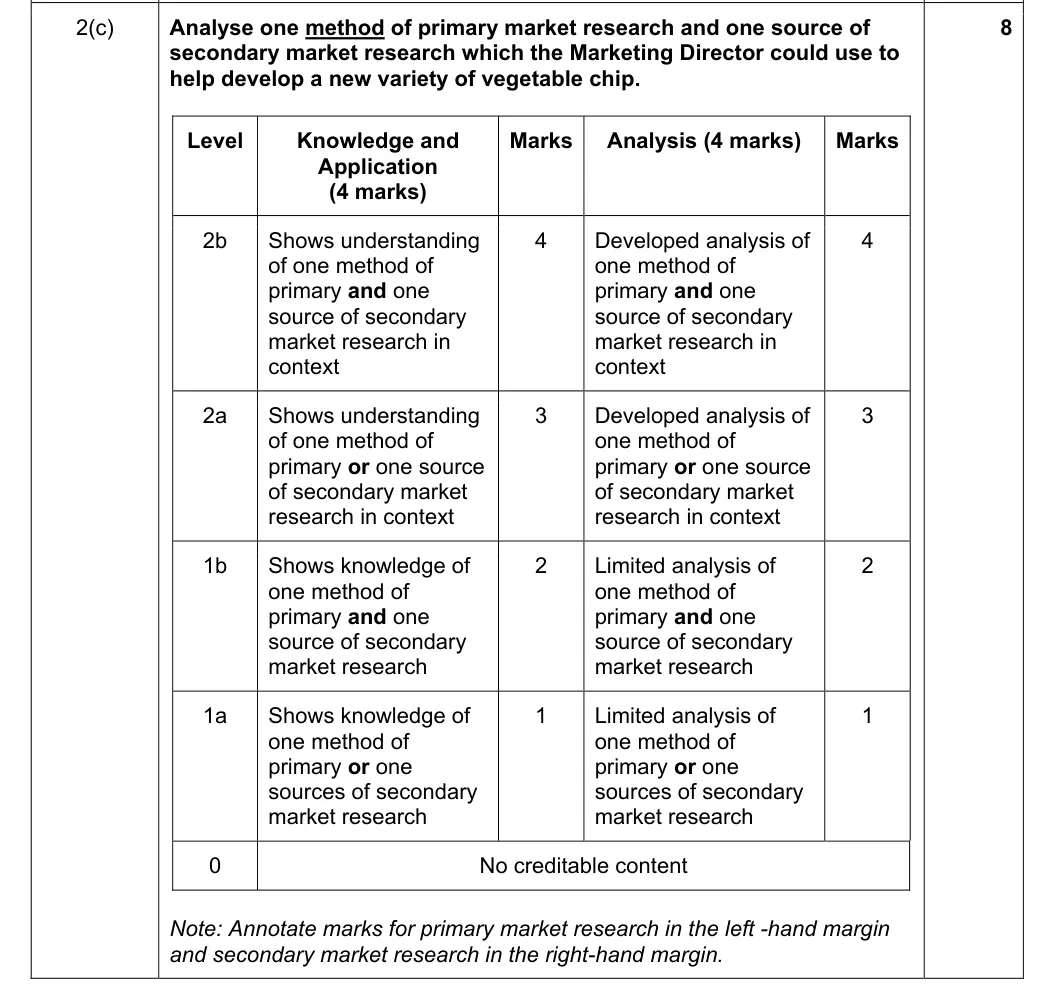 2(c)
Analyse one method of primary market research and one source of
secondary market research which the Marketing Director could use to
help develop a new variety of vegetable chip.
8
Level
Knowledge and
Application
(4 marks)
Marks
Analysis (4 marks)
Marks
2b
Shows understanding
of one method of
primary and one
source of secondary
market research in
context
4
Developed analysis of
one method of
primary and one
source of secondary
market research in
context
4
2a
Shows understanding
of one method of
primary or one source
of secondary market
research in context
3
Developed analysis of
one method of
primary or one source
of secondary market
research in context
3
1b
Shows knowledge of
one method of
primary and one
source of secondary
market research
2
Limited analysis of
one method of
primary and one
source of secondary
market research
2
1a
Shows knowledge of
one method of
primary or one
sources of secondary
market research
1
Limited analysis of
one method of
primary or one
sources of secondary
market research
1
0
No creditable content
Note: Annotate marks for primary market research in the left -hand margin
and secondary market research in the right-hand margin.